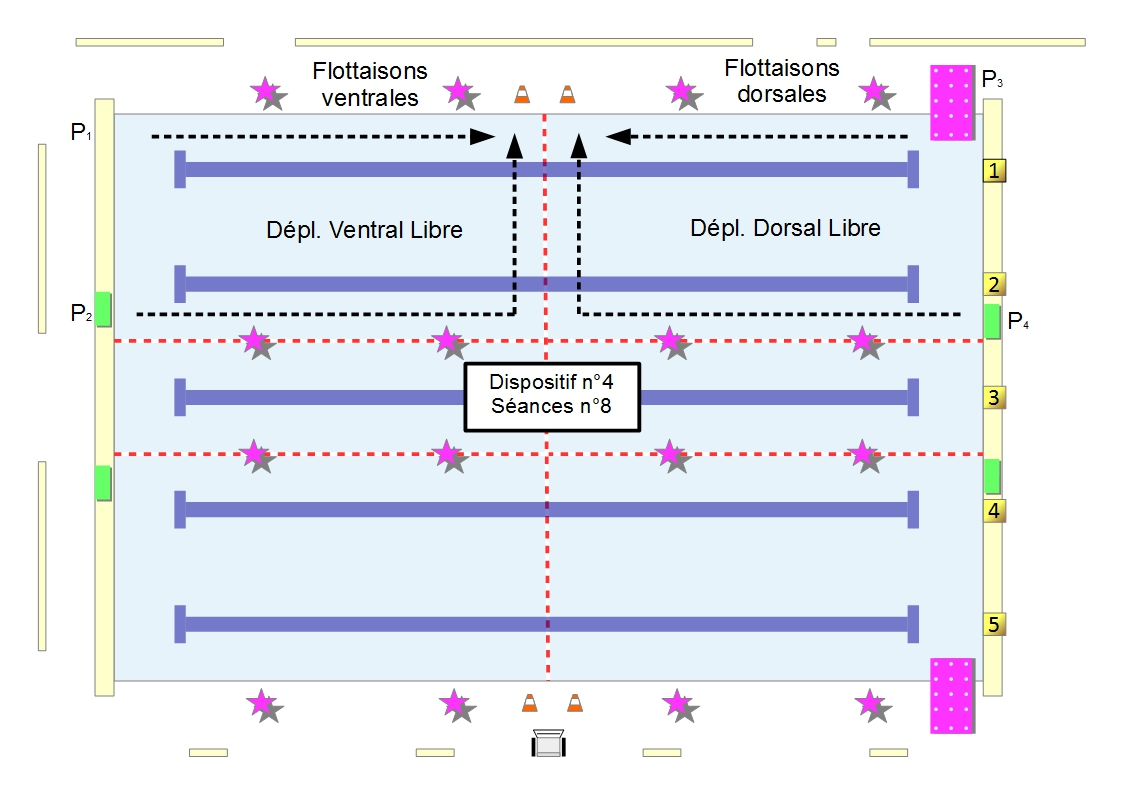 Flottaisons
ventrales
Flottaisons
dorsales
P3
P1
1
Dépl. Ventral Libre
Dépl. Dorsal Libre
2
P2
P4
Dispositif n°4
Séances n°8
3
4
5